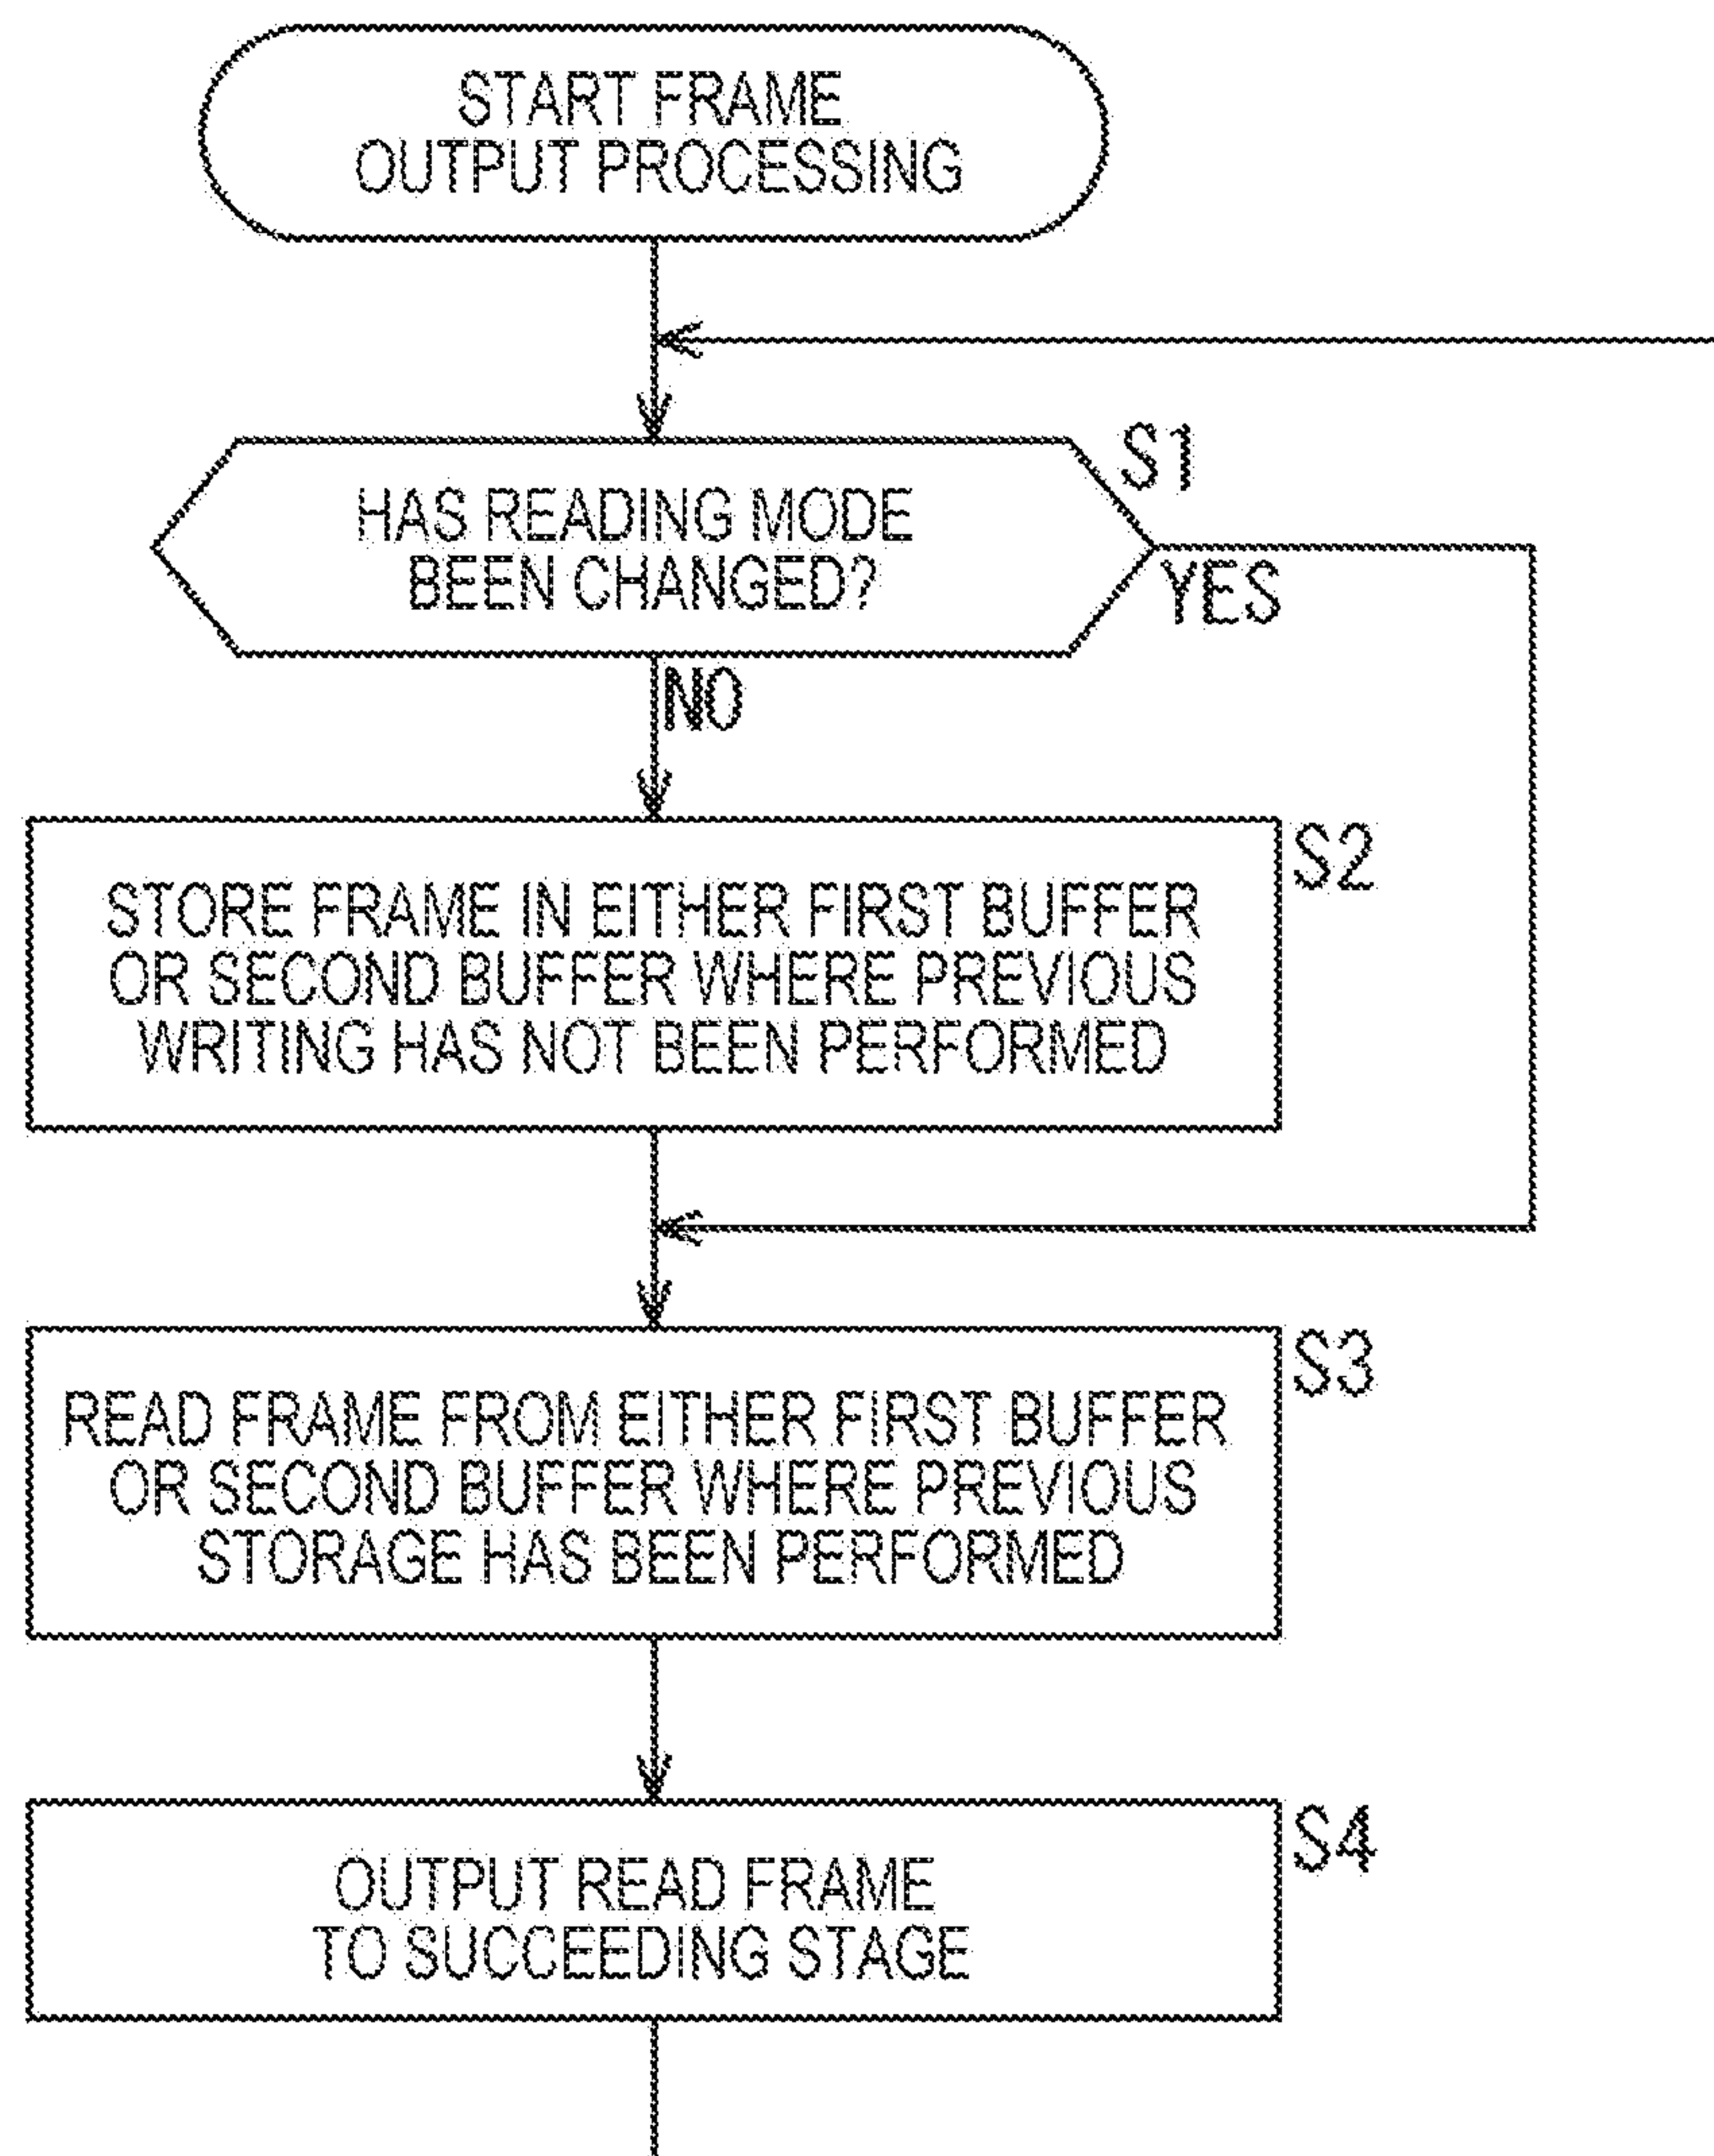 START FRAME
OUTPUT PROCESSING
S1
HAS READING MODE
BEEN CHANGED?
YES
NO
S2
STORE FRAME IN EITHER FIRST BUFFER
OR SECOND BUFFER WHERE PREVIOUS
WRITING HAS NOT BEEN PERFORMED
S3
READ FRAME FROM EITHER FIRST BUFFER
OR SECOND BUFFER WHERE PREVIOUS
STORAGE HAS BEEN PERFORMED
S4
OUTPUT READ FRAME
TO SUCCEEDING STAGE